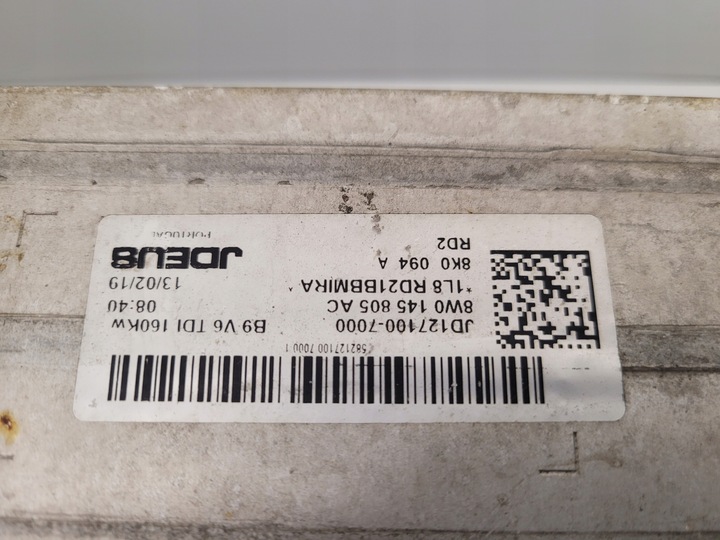 582127100 7000 1
JD127100-7000 B9 V6 TDI 160Kw
8W0 145 805 AC 08:40
*1L8 RD21BBMIRA* 13/02/19
8K0 094 A JDEUS
RD2 PORTUGAL